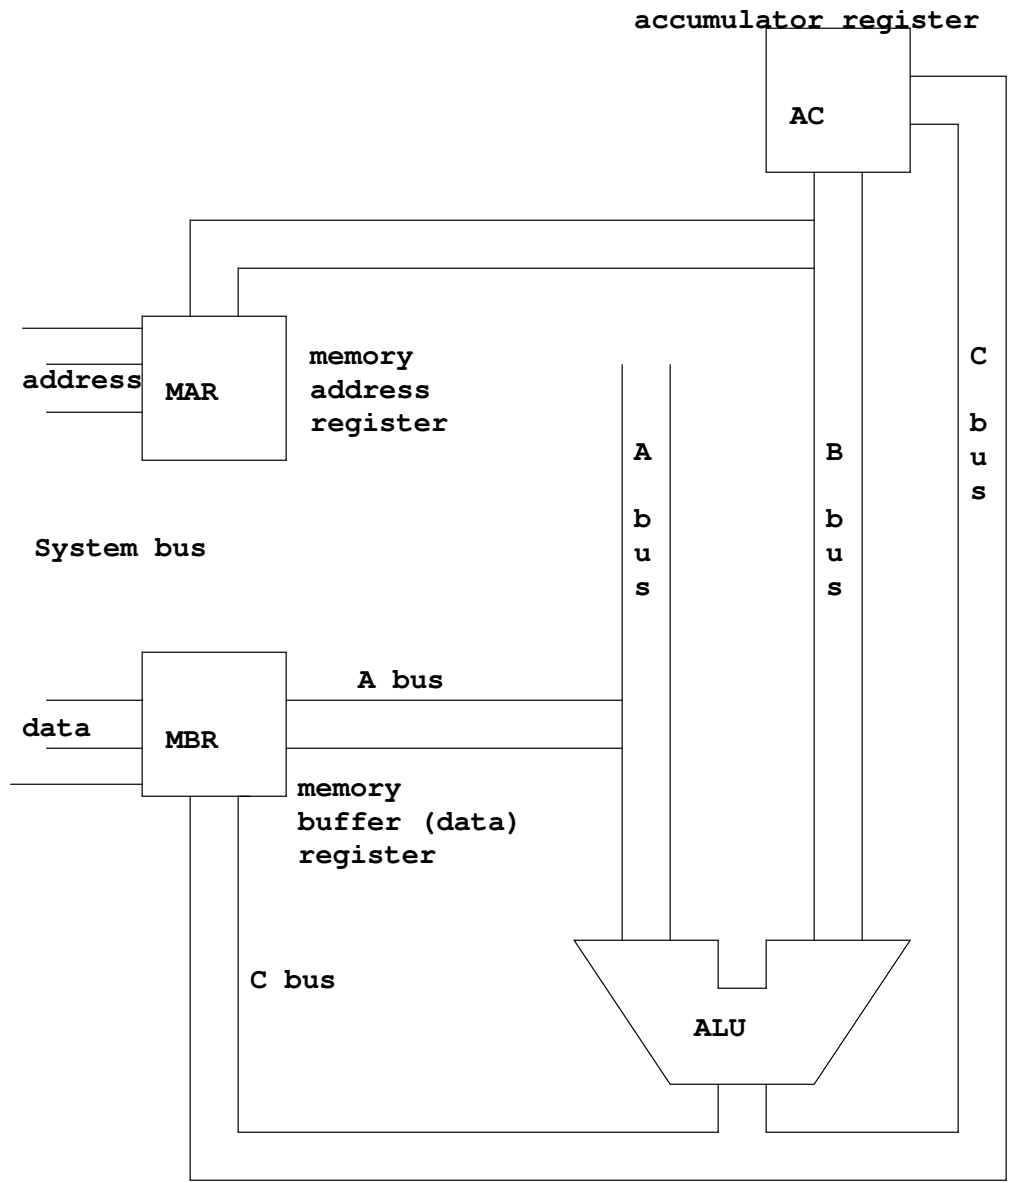 accumulator register
AC
memory
address
register
address
MAR
C
b
u
s
A
b
u
s
B
b
u
s
System bus
A bus
data
MBR
memory
buffer (data)
register
C bus
ALU